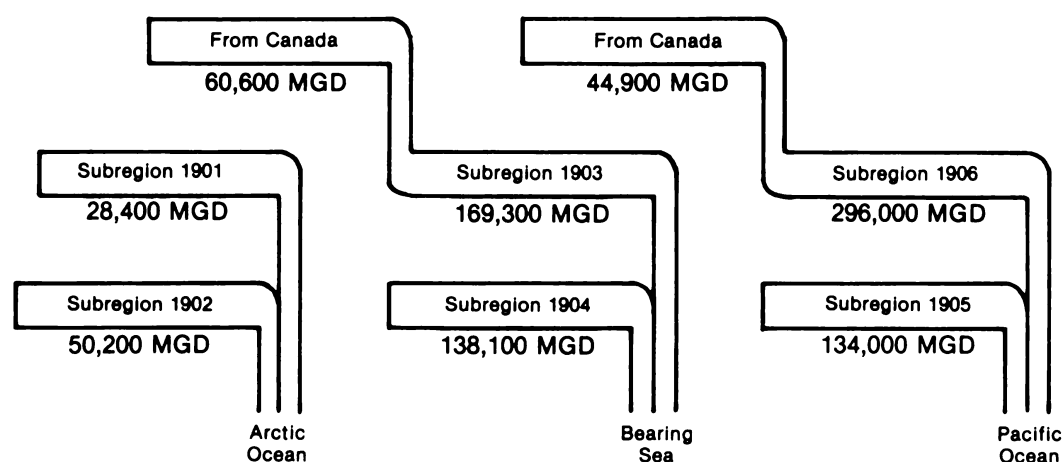 From Canada
60,600 MGD
From Canada
44,900 MGD
Subregion 1901
28,400 MGD
Subregion 1903
169,300 MGD
Subregion 1906
296,000 MGD
Subregion 1902
50,200 MGD
Subregion 1904
138,100 MGD
Subregion 1905
134,000 MGD
Arctic
Ocean
Bearing
Sea
Pacific
Ocean